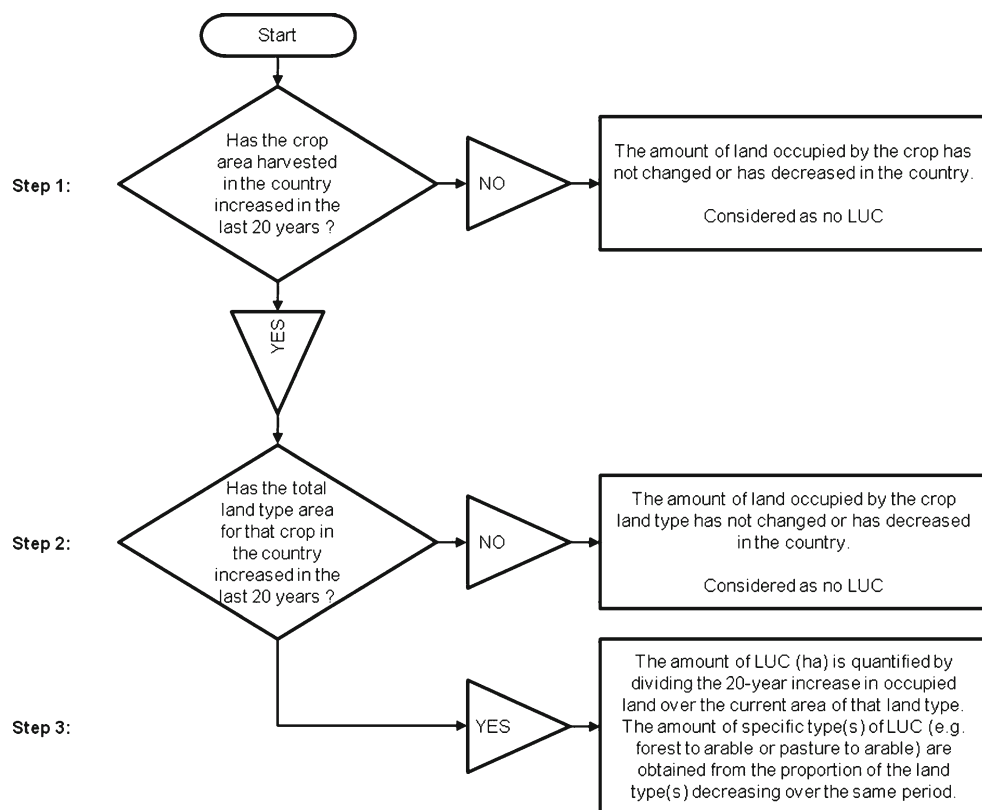 Start
Step 1:
Has the crop
area harvested
in the country
increased in the
last 20 years ?
NO
The amount of land occupied by the crop has
not changed or has decreased in the country.
Considered as no LUC
YES
Step 2:
Has the total
land type area
for that crop in
the country
increased in the
last 20 years ?
NO
The amount of land occupied by the crop
land type has not changed or has decreased
in the country.
Considered as no LUC
Step 3:
YES
The amount of LUC (ha) is quantified by
dividing the 20-year increase in occupied
land over the current area of that land type.
The amount of specific type(s) of LUC (e.g.
forest to arable or pasture to arable) are
obtained from the proportion of the land
type(s) decreasing over the same period.